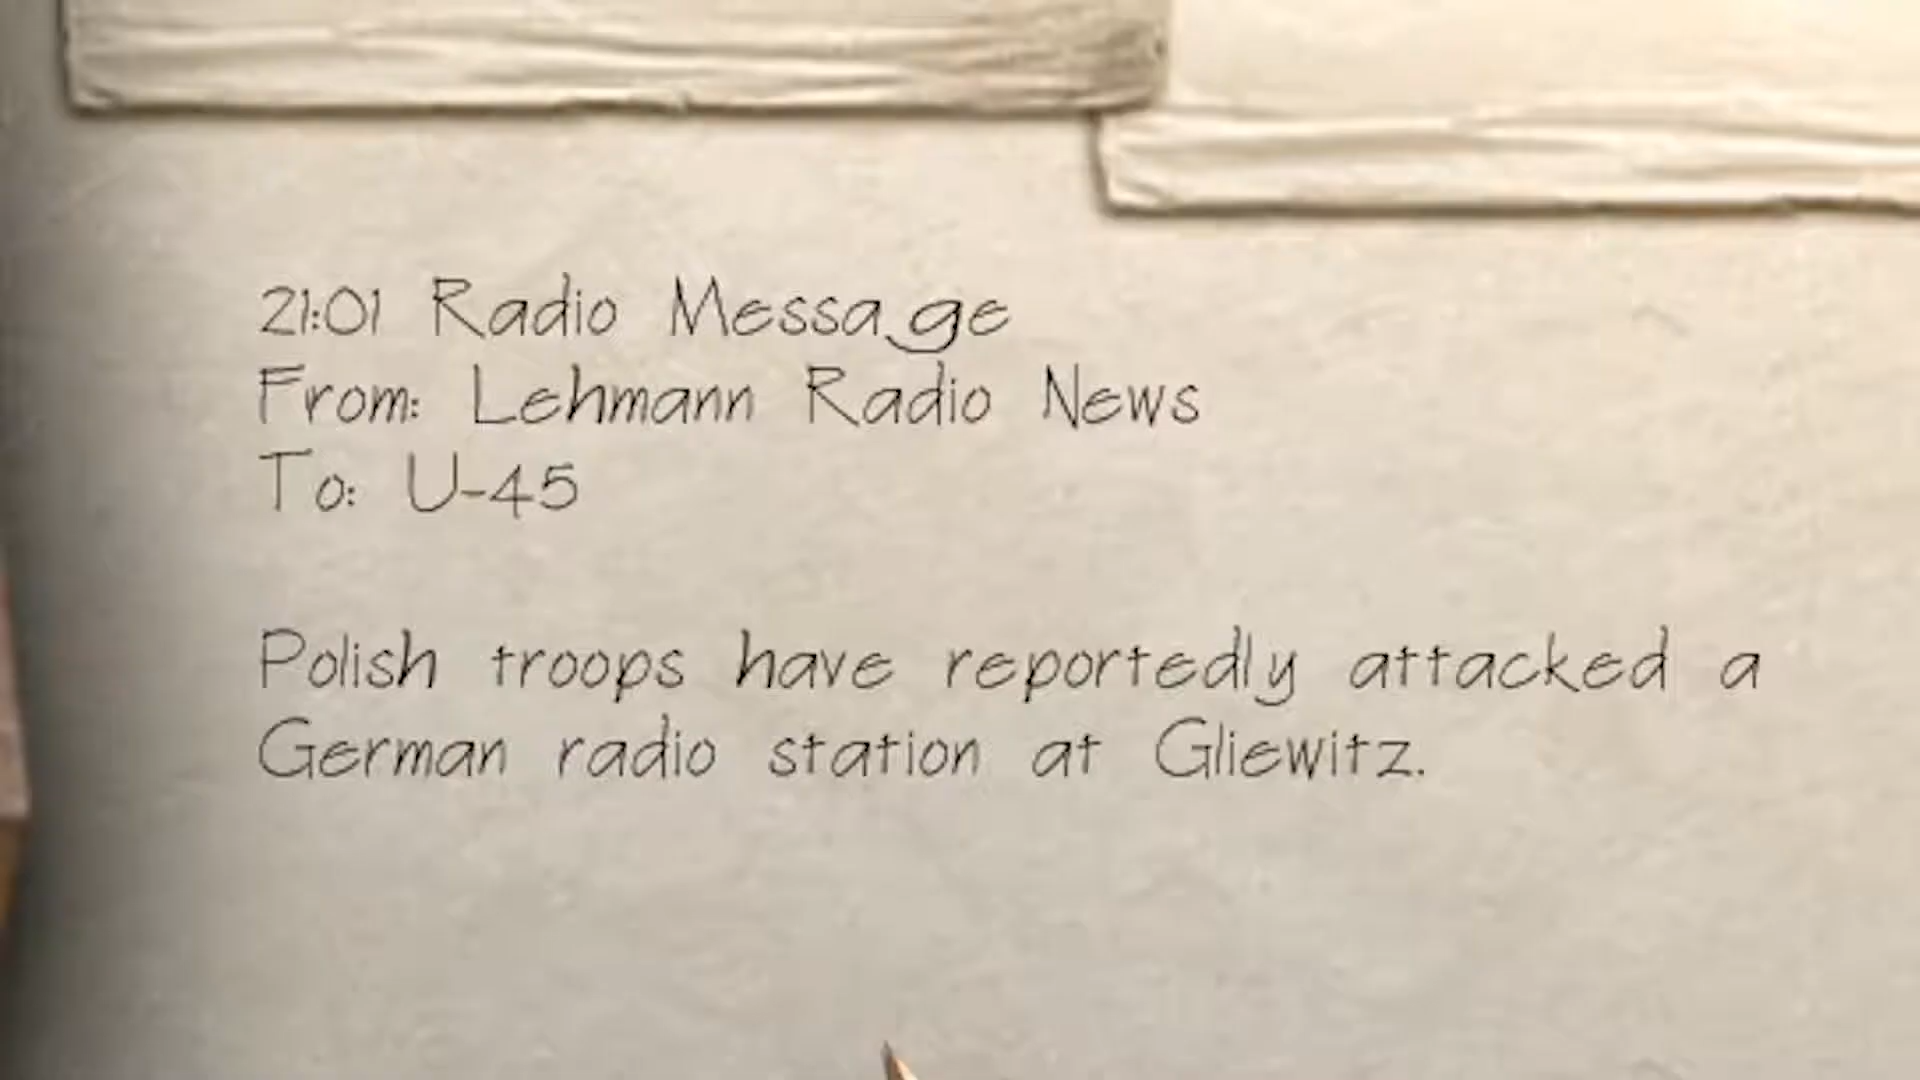 21:01 Radio Message
From: Lehmann Radio News
To: U-45
Polish troops have reportedly attacked a
German radio station at Gliewitz.